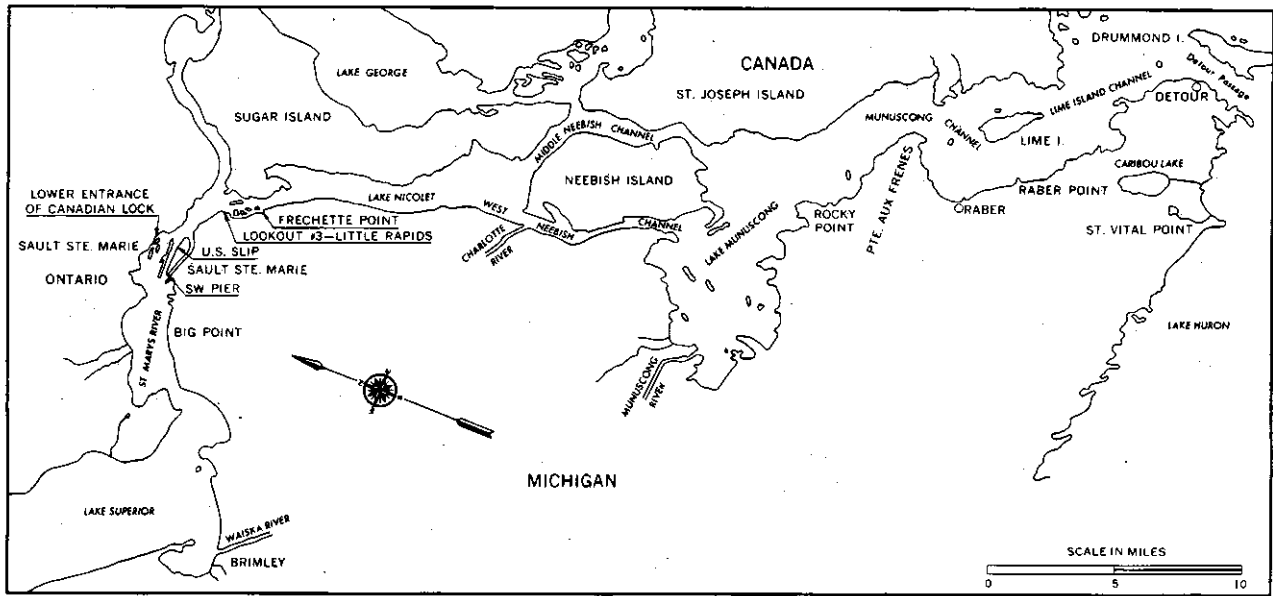 DRUMMOND I.
Detour Passage
CANADA
LAKE GEORGE
ST. JOSEPH ISLAND
LIME ISLAND CHANNEL
DETOUR
SUGAR ISLAND
MUNUSCONG
CHANNEL
LIME I.
MIDDLE NEEBISH CHANNEL
CARIBOU LAKE
NEEBISH ISLAND
LOWER ENTRANCE
OF CANADIAN LOCK
LAKE NICOLET
RABER POINT
WEST
NEEBISH
CHANNEL
RABER
FRECHETTE POINT
ROCKY
POINT
PTE. AUX FRENES
LOOKOUT #3—LITTLE RAPIDS
ST. VITAL POINT
SAULT STE. MARIE
ONTARIO
U.S. SLIP
SAULT STE. MARIE
SW PIER
CHARLOTTE
RIVER
LAKE MUNUSCONG
BIG POINT
ST MARYS RIVER
LAKE HURON
MUNUSCONG
RIVER
N
E
W
S
MICHIGAN
LAKE SUPERIOR
WAISKA RIVER
BRIMLEY
SCALE IN MILES
0 5 10